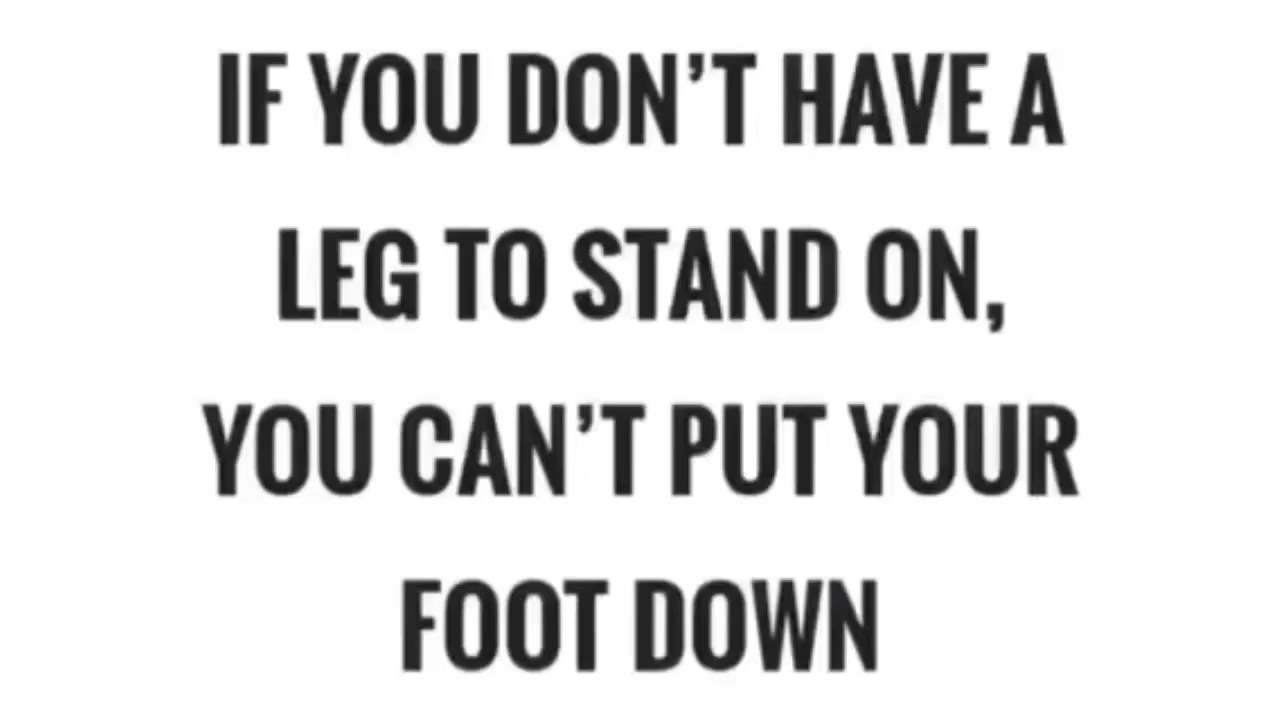 IF YOU DON’T HAVE A
LEG TO STAND ON,
YOU CAN’T PUT YOUR
FOOT DOWN